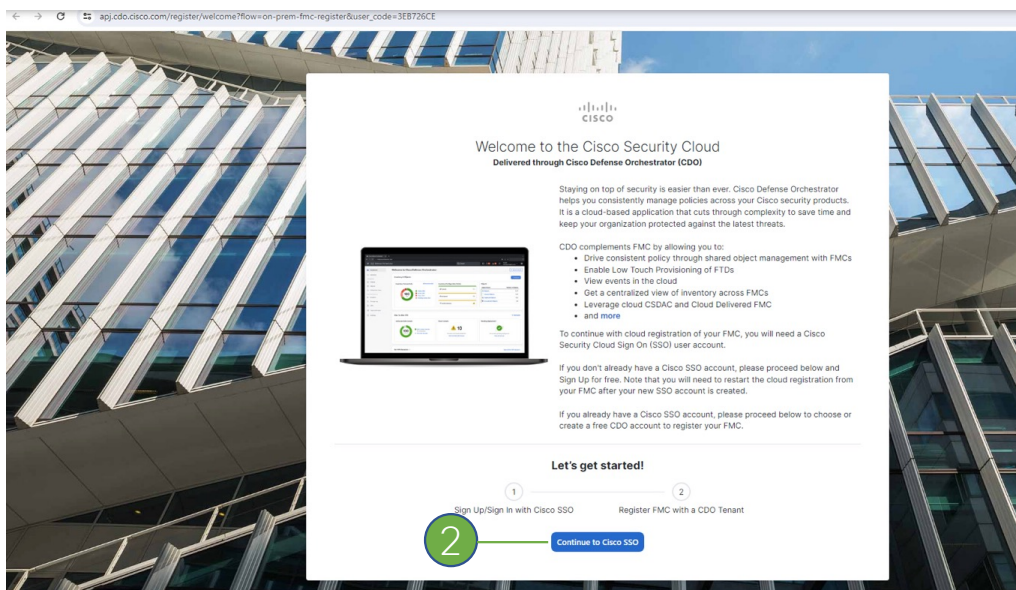 apj.cdo.cisco.com/register/welcome?flow=on-prem-fmc-register&user_code=3EB726CE
CISCO
Welcome to the Cisco Security Cloud
Delivered through Cisco Defense Orchestrator (CDO)
Staying on top of security is easier than ever. Cisco Defense Orchestrator
helps you consistently manage policies across your Cisco security products.
It is a cloud-based application that cuts through complexity to save time and
keep your organization protected against the latest threats.
CDO complements FMC by allowing you to:
• Drive consistent policy through shared object management with FMCs
• Enable Low Touch Provisioning of FTDs
• View events in the cloud
• Get a centralized view of inventory across FMCs
• Leverage cloud CSDAC and Cloud Delivered FMC
• and more
To continue with cloud registration of your FMC, you will need a Cisco
Security Cloud Sign On (SSO) user account.
If you don't already have a Cisco SSO account, please proceed below and
Sign Up for free. Note that you will need to restart the cloud registration from
your FMC after your new SSO account is created.
If you already have a Cisco SSO account, please proceed below to choose or
create a free CDO account to register your FMC.
Let's get started!
1 2
Sign Up/Sign In with Cisco SSO Register FMC with a CDO Tenant
2 Continue to Cisco SSO